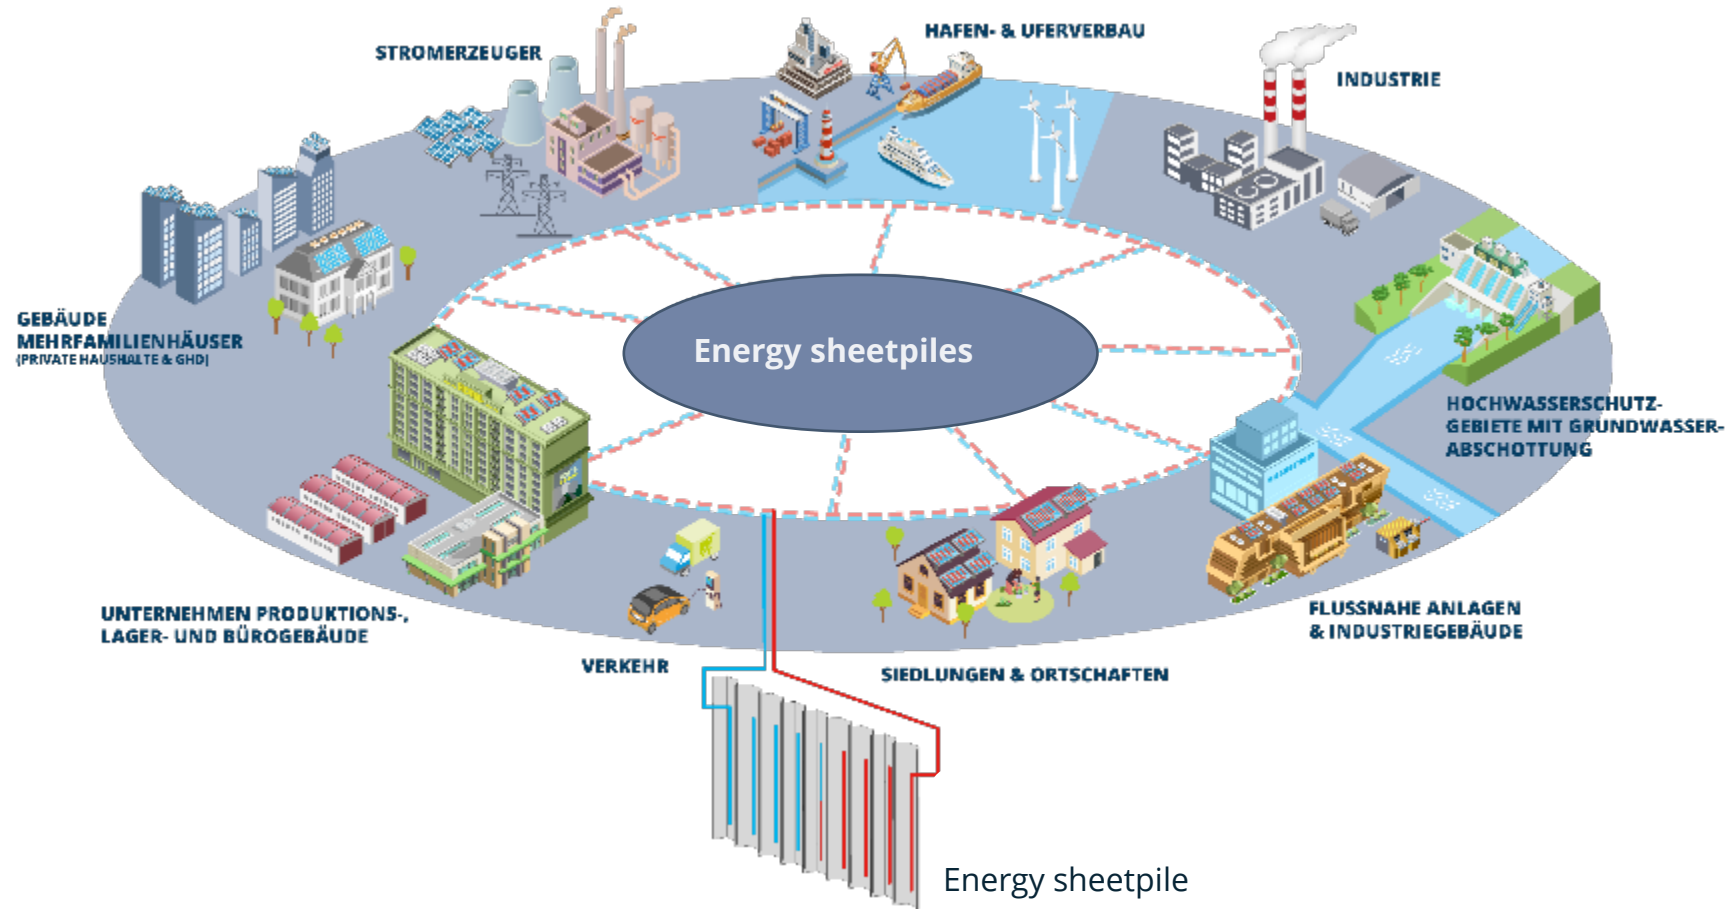 STROMERZEUGER
HAFEN- & UFERVERBAU
INDUSTRIE
GEBÄUDE
MEHRFAMILIENHÄUSER
(PRIVATE HAUSHALTE & GHD)
Energy sheetpiles
HOCHWASSERSCHUTZ-
GEBIETE MIT GRUNDWASSER-
ABSCHOTTUNG
UNTERNEHMEN PRODUKTIONS-,
LAGER- UND BÜROGEBÄUDE
FLUSSNAHE ANLAGEN
& INDUSTRIEGEBÄUDE
VERKEHR
SIEDLUNGEN & ORTSCHAFTEN
Energy sheetpile